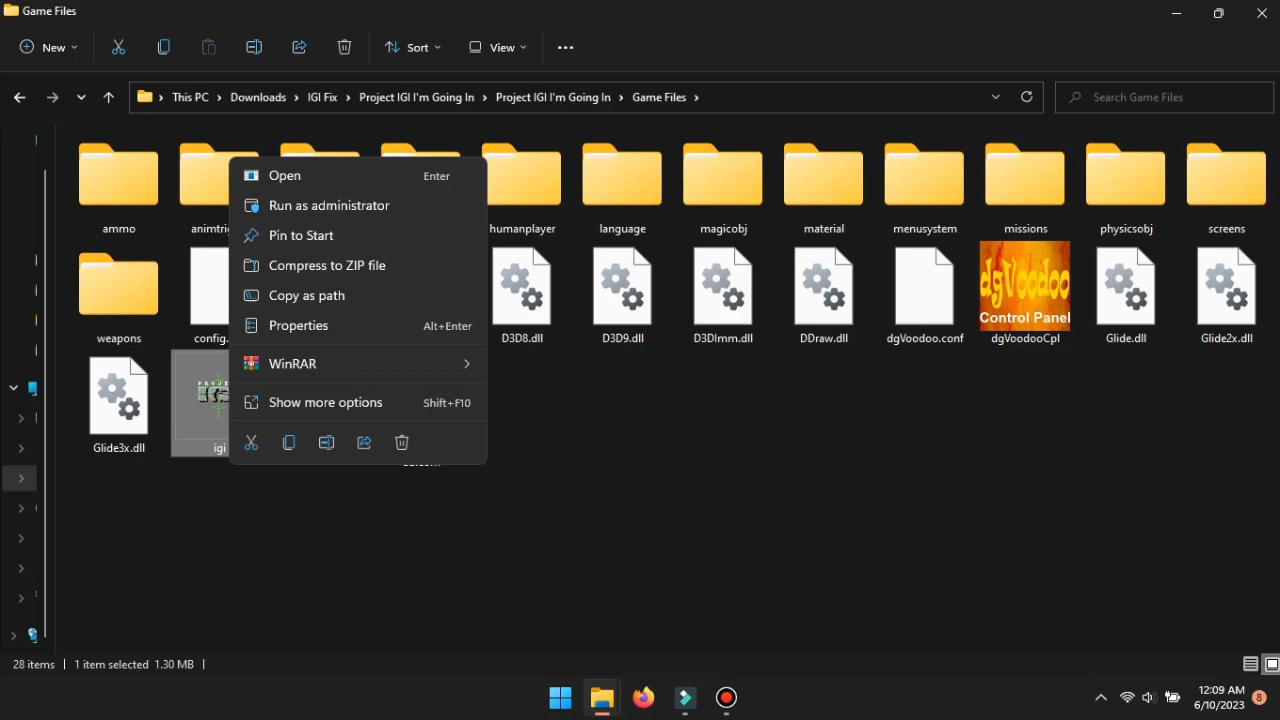 Game Files
New
Sort
View
This PC > Downloads > IGI Fix > Project IGI I'm Going In > Project IGI I'm Going In > Game Files >
Search Game Files
ammo
animtri
humanplayer
language
magicobj
material
menusystem
missions
physicsobj
screens
Open Enter
Run as administrator
Pin to Start
Compress to ZIP file
Copy as path
Properties Alt+Enter
WinRAR
Show more options Shift+F10
weapons
config.
D3D8.dll
D3D9.dll
D3DImm.dll
DDraw.dll
dgVoodoo.conf
dgVoodoo
Control Panel
dgVoodooCpl
Glide.dll
Glide2x.dll
Glide3x.dll
igi
28 items
1 item selected 1.30 MB
12:09 AM
6/10/2023
8